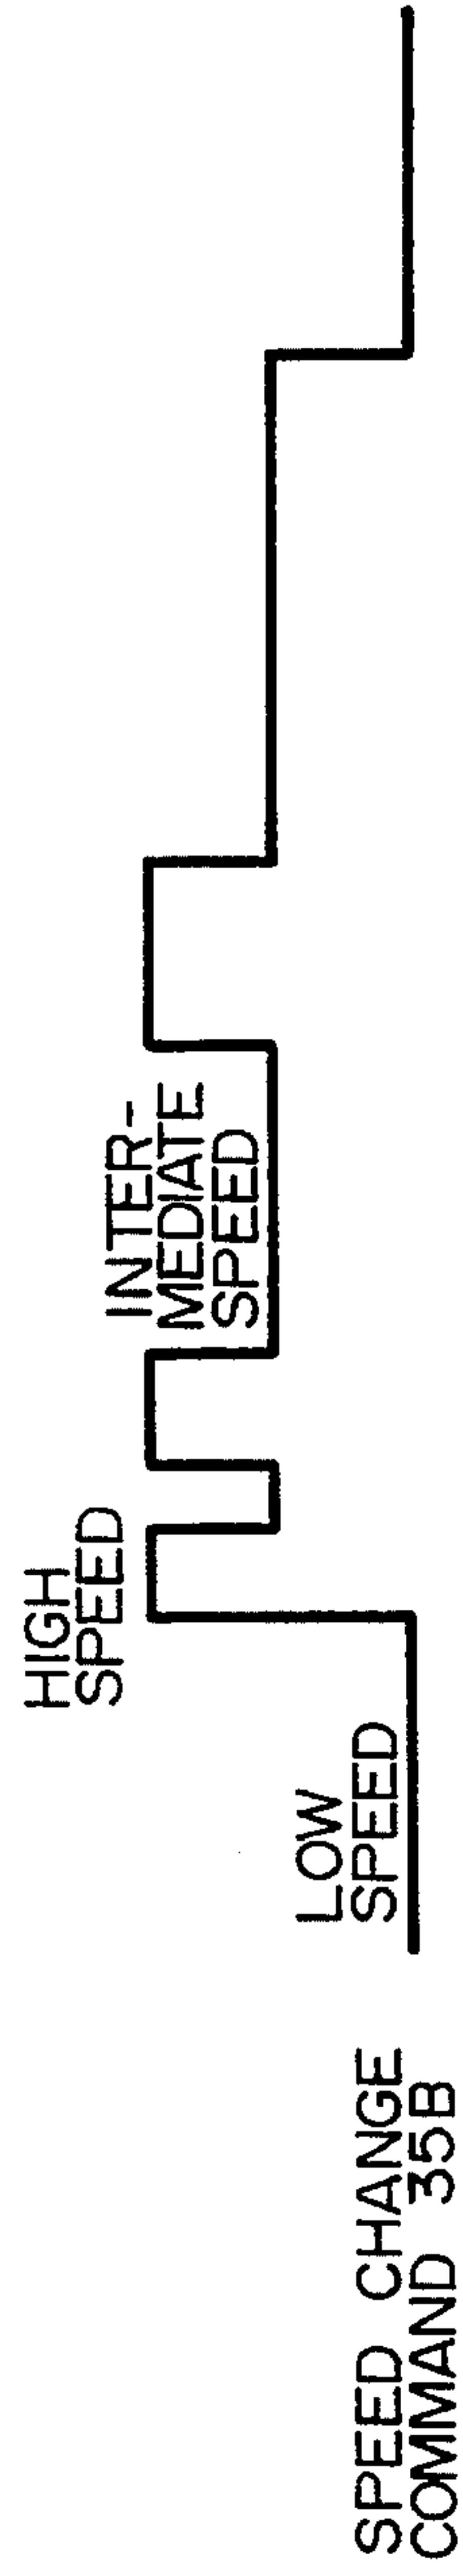 SPEED CHANGE
COMMAND 35B
LOW
SPEED
HIGH
SPEED
INTER-
MEDIATE
SPEED